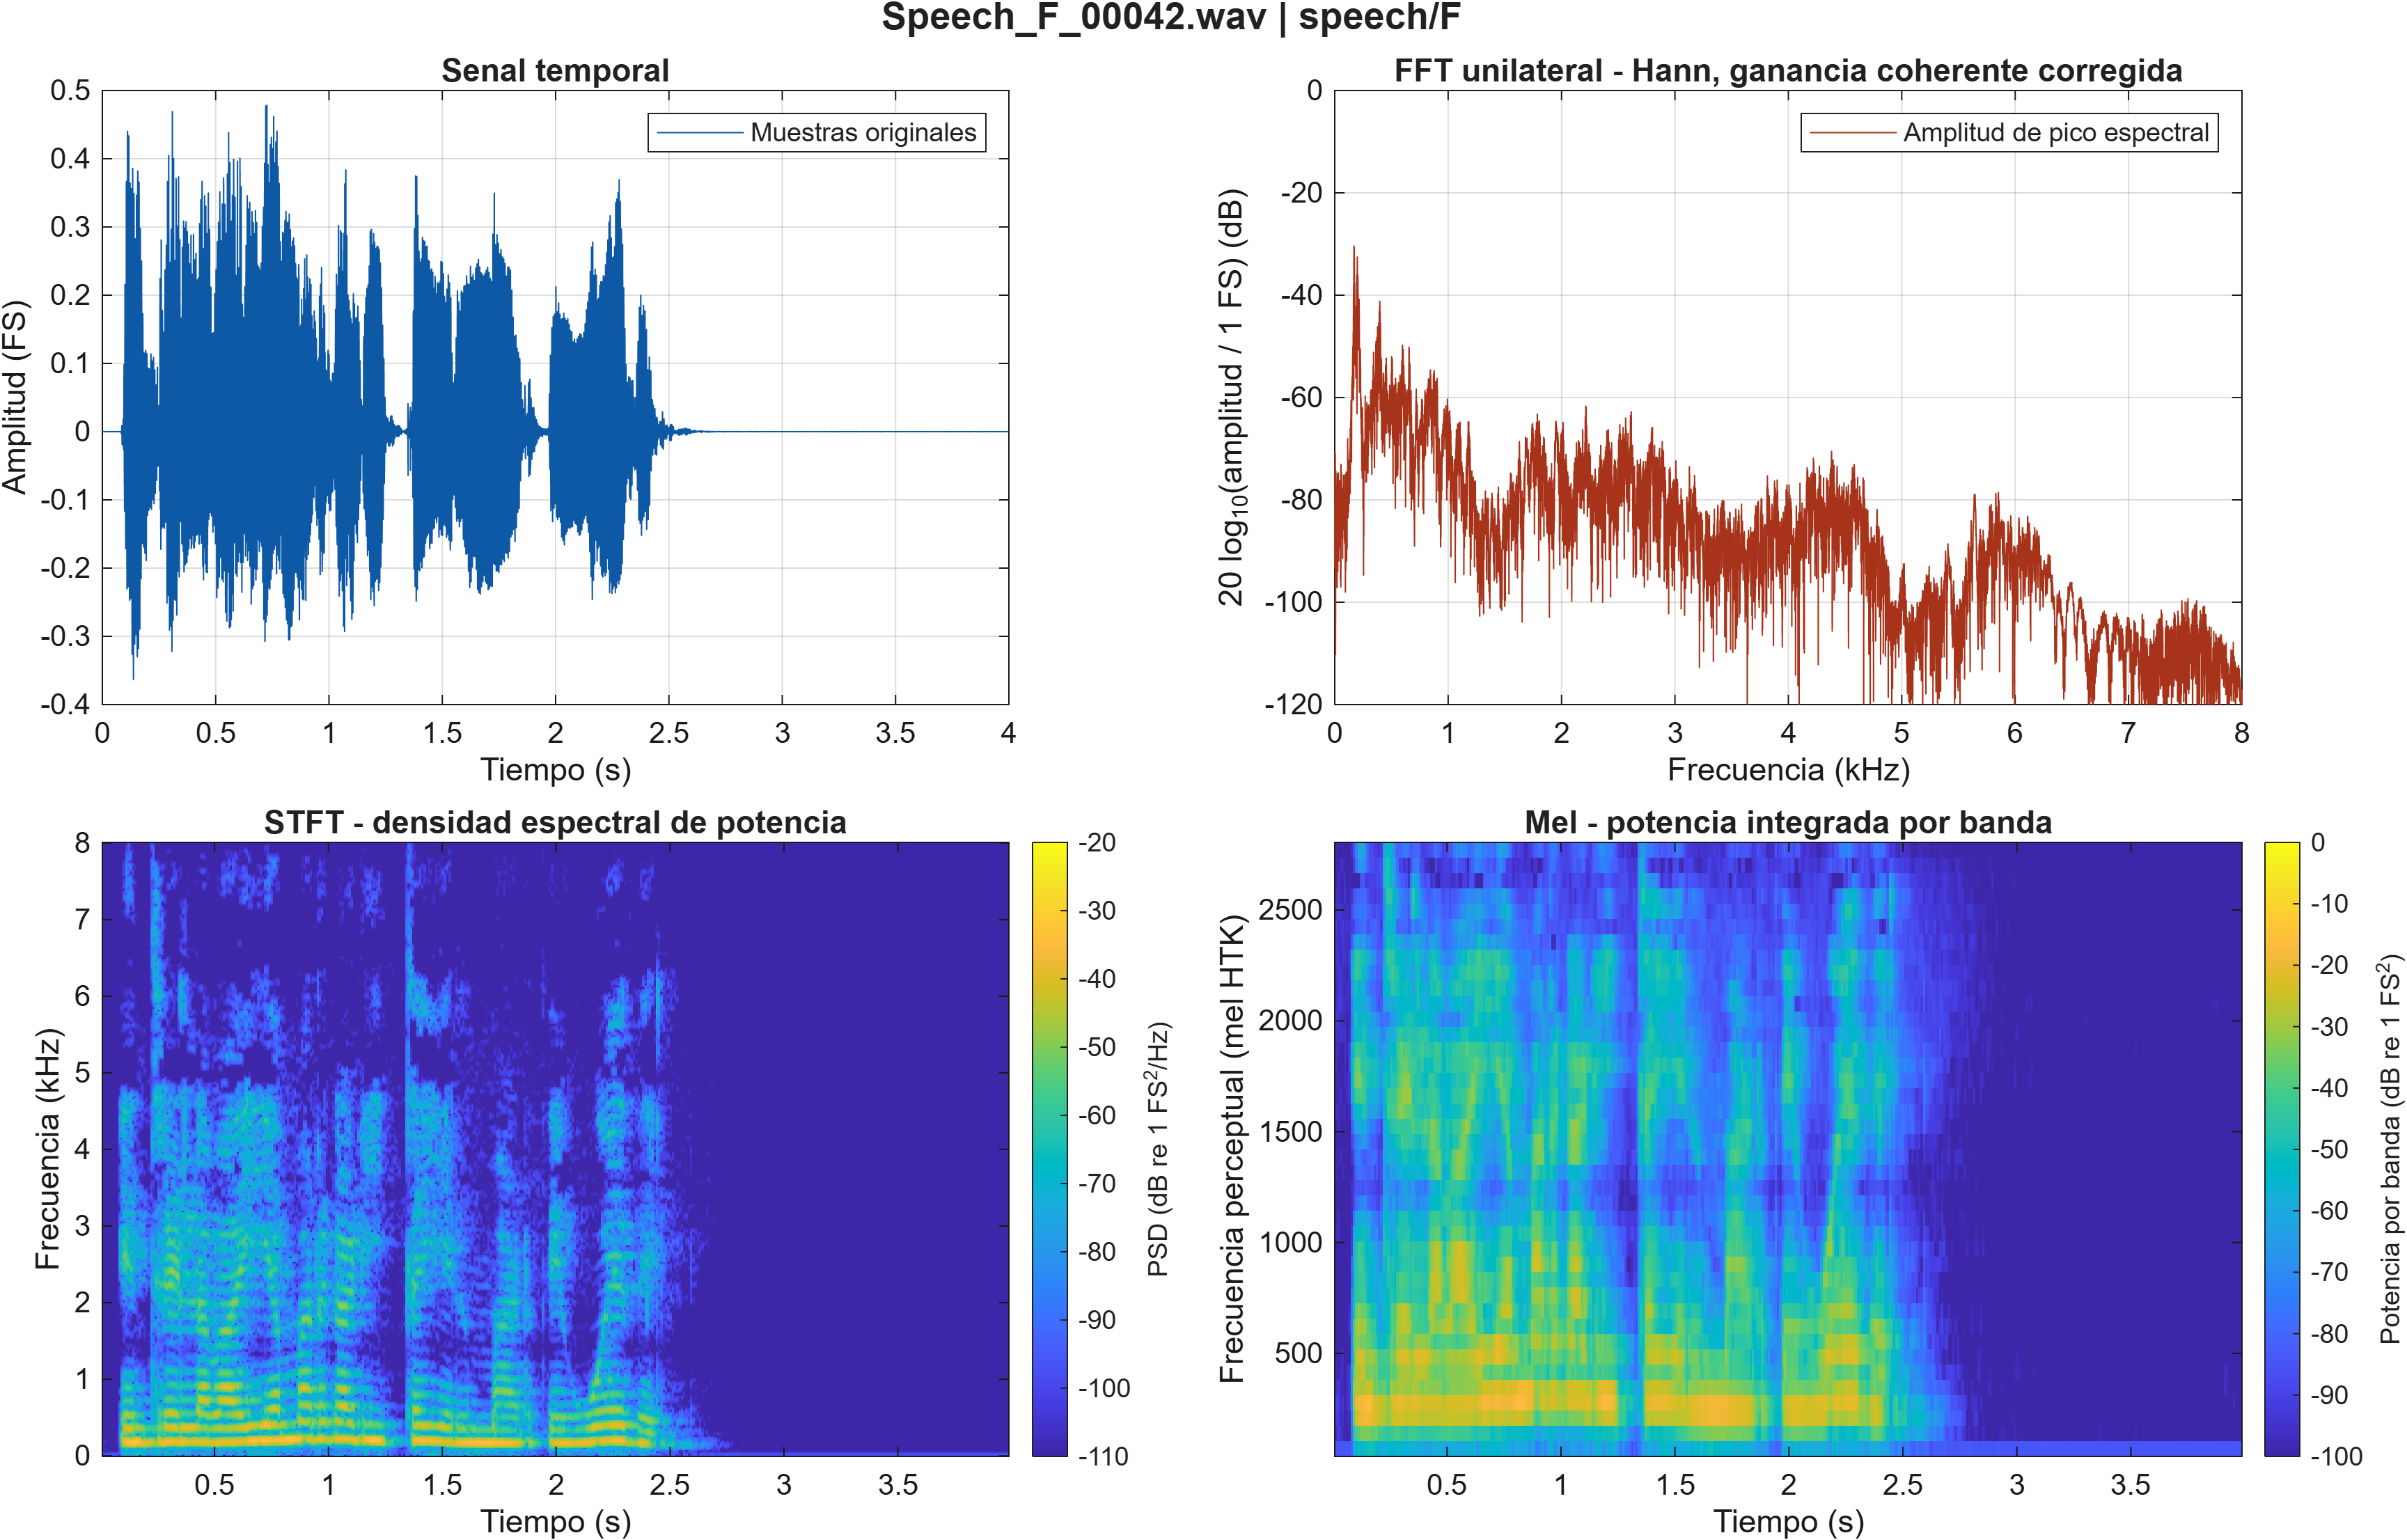 Speech_F_00042.wav | speech/F
Senal temporal
0.5
0.4
0.3
0.2
0.1
0
-0.1
-0.2
-0.3
-0.4
Amplitud (FS)
Muestras originales
0 0.5 1 1.5 2 2.5 3 3.5 4
Tiempo (s)
FFT unilateral - Hann, ganancia coherente corregida
0
-20
-40
-60
-80
-100
-120
20 log10(amplitud / 1 FS) (dB)
Amplitud de pico espectral
0 1 2 3 4 5 6 7 8
Frecuencia (kHz)
STFT - densidad espectral de potencia
8
7
6
5
4
3
2
1
0
Frecuencia (kHz)
0.5 1 1.5 2 2.5 3 3.5
Tiempo (s)
-20
-30
-40
-50
-60
-70
-80
-90
-100
-110
PSD (dB re 1 FS²/Hz)
Mel - potencia integrada por banda
2500
2000
1500
1000
500
Frecuencia perceptual (mel HTK)
0.5 1 1.5 2 2.5 3 3.5
Tiempo (s)
0
-10
-20
-30
-40
-50
-60
-70
-80
-90
-100
Potencia por banda (dB re 1 FS²)